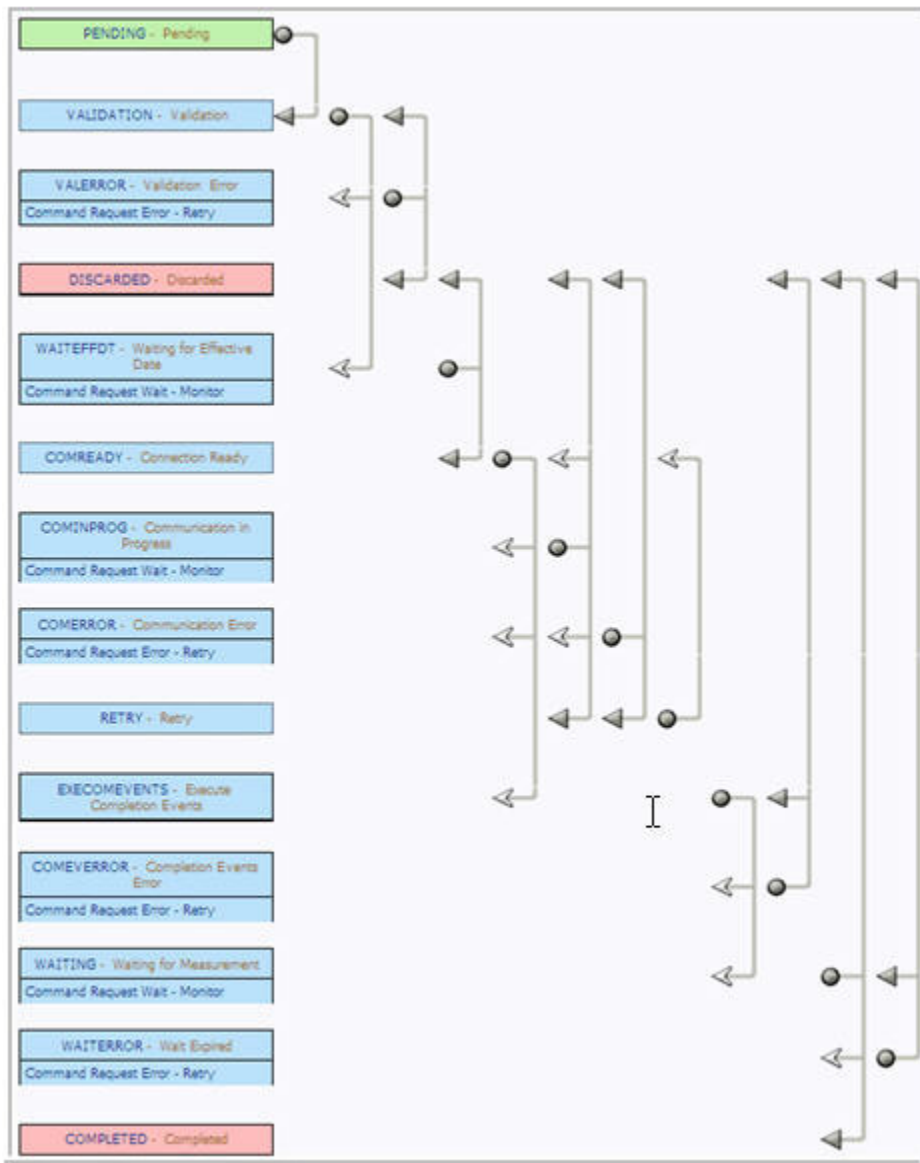 PENDING - Pending
VALIDATION - Validation
VALERROR - Validation Error
Command Request Error - Retry
DISCARDED - Discarded
WAITEFFDT - Waiting for Effective
Date
Command Request Wait - Monitor
COMREADY - Connection Ready
COMINPROG - Communication in
Progress
Command Request Wait - Monitor
COMERROR - Communication Error
Command Request Error - Retry
RETRY - Retry
EXECOMEVENTS - Execute
Completion Events
COMEVERROR - Completion Events
Error
Command Request Error - Retry
WAITING - Waiting for Measurement
Command Request Wait - Monitor
WAITERROR - Wait Expired
Command Request Error - Retry
COMPLETED - Completed